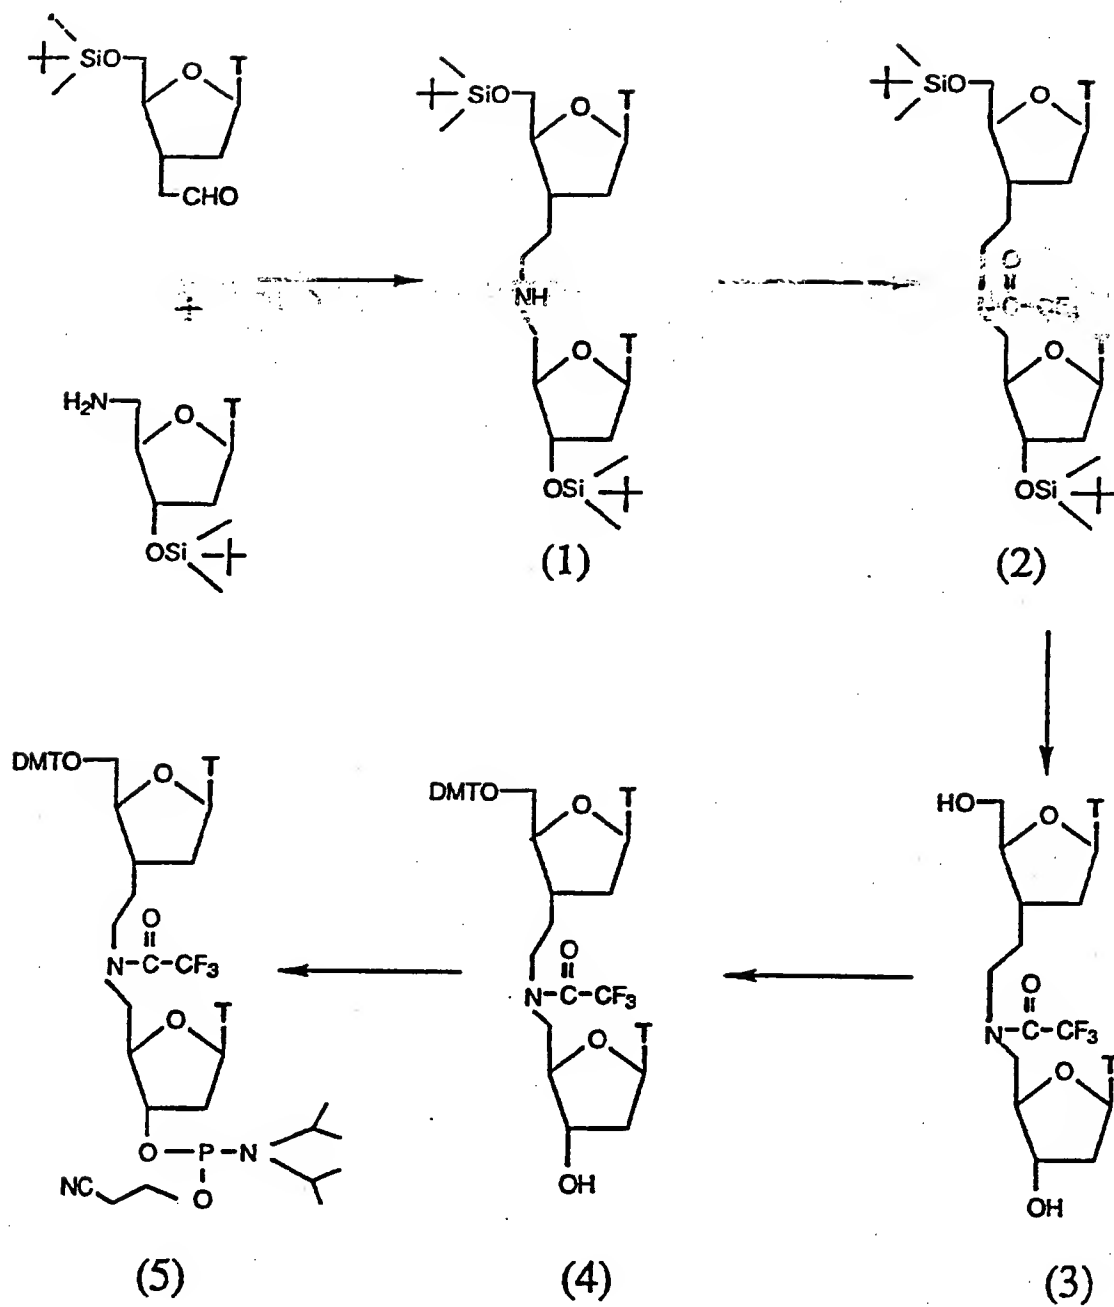 SiO
O
T
CHO
+
H₂N
O
T
OSi
SiO
O
T
NH
O
T
OSi
(1)
SiO
O
T
O
C
CF₃
O
T
OSi
(2)
DMTO
O
T
O
N–C–CF₃
O
T
O–P–N
NC
O
(5)
DMTO
O
T
O
N–C–CF₃
O
T
OH
(4)
HO
O
T
O
N–C–CF₃
O
T
OH
(3)